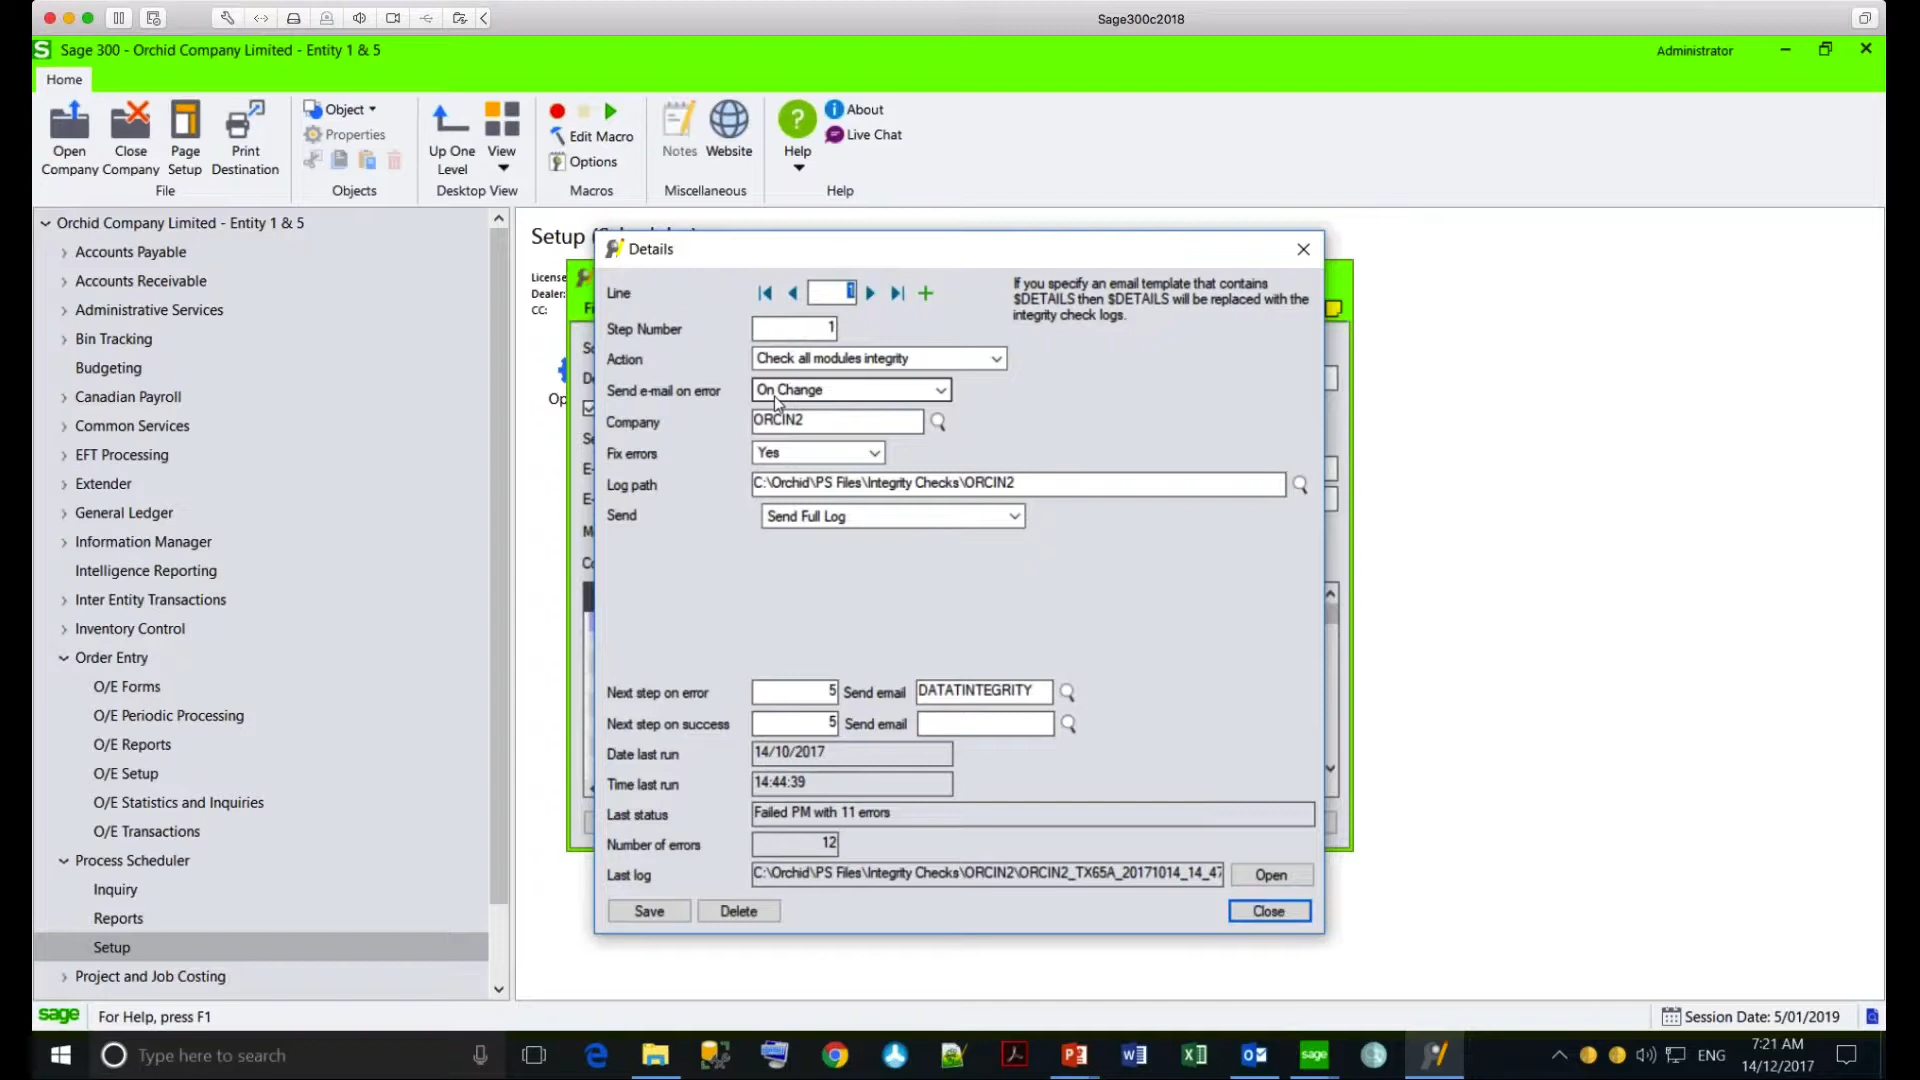 Sage300c2018
Sage 300 - Orchid Company Limited - Entity 1 & 5
Administrator
Home
Open Company
Close Company
Page Setup
Print Destination
File
Object
Properties
Objects
Up One Level
View
Desktop View
Edit Macro
Options
Macros
Notes
Website
Miscellaneous
Help
About
Live Chat
Help
Orchid Company Limited - Entity 1 & 5
Accounts Payable
Accounts Receivable
Administrative Services
Bin Tracking
Budgeting
Canadian Payroll
Common Services
EFT Processing
Extender
General Ledger
Information Manager
Intelligence Reporting
Inter Entity Transactions
Inventory Control
Order Entry
O/E Forms
O/E Periodic Processing
O/E Reports
O/E Setup
O/E Statistics and Inquiries
O/E Transactions
Process Scheduler
Inquiry
Reports
Setup
Project and Job Costing
Setup (
License
Dealer:
CC:
Op
Details
Line 1
If you specify an email template that contains
$DETAILS then $DETAILS will be replaced with the
integrity check logs.
Step Number 1
Action Check all modules integrity
Send e-mail on error On Change
Company ORCIN2
Fix errors Yes
Log path C:\Orchid\PS Files\Integrity Checks\ORCIN2
Send Send Full Log
Next step on error 5 Send email DATATINTEGRITY
Next step on success 5 Send email
Date last run 14/10/2017
Time last run 14:44:39
Last status Failed PM with 11 errors
Number of errors 12
Last log C:\Orchid\PS Files\Integrity Checks\ORCIN2\ORCIN2_TX65A_20171014_14_47 Open
Save Delete Close
sage For Help, press F1
Session Date: 5/01/2019
Type here to search
sage
ENG
7:21 AM
14/12/2017